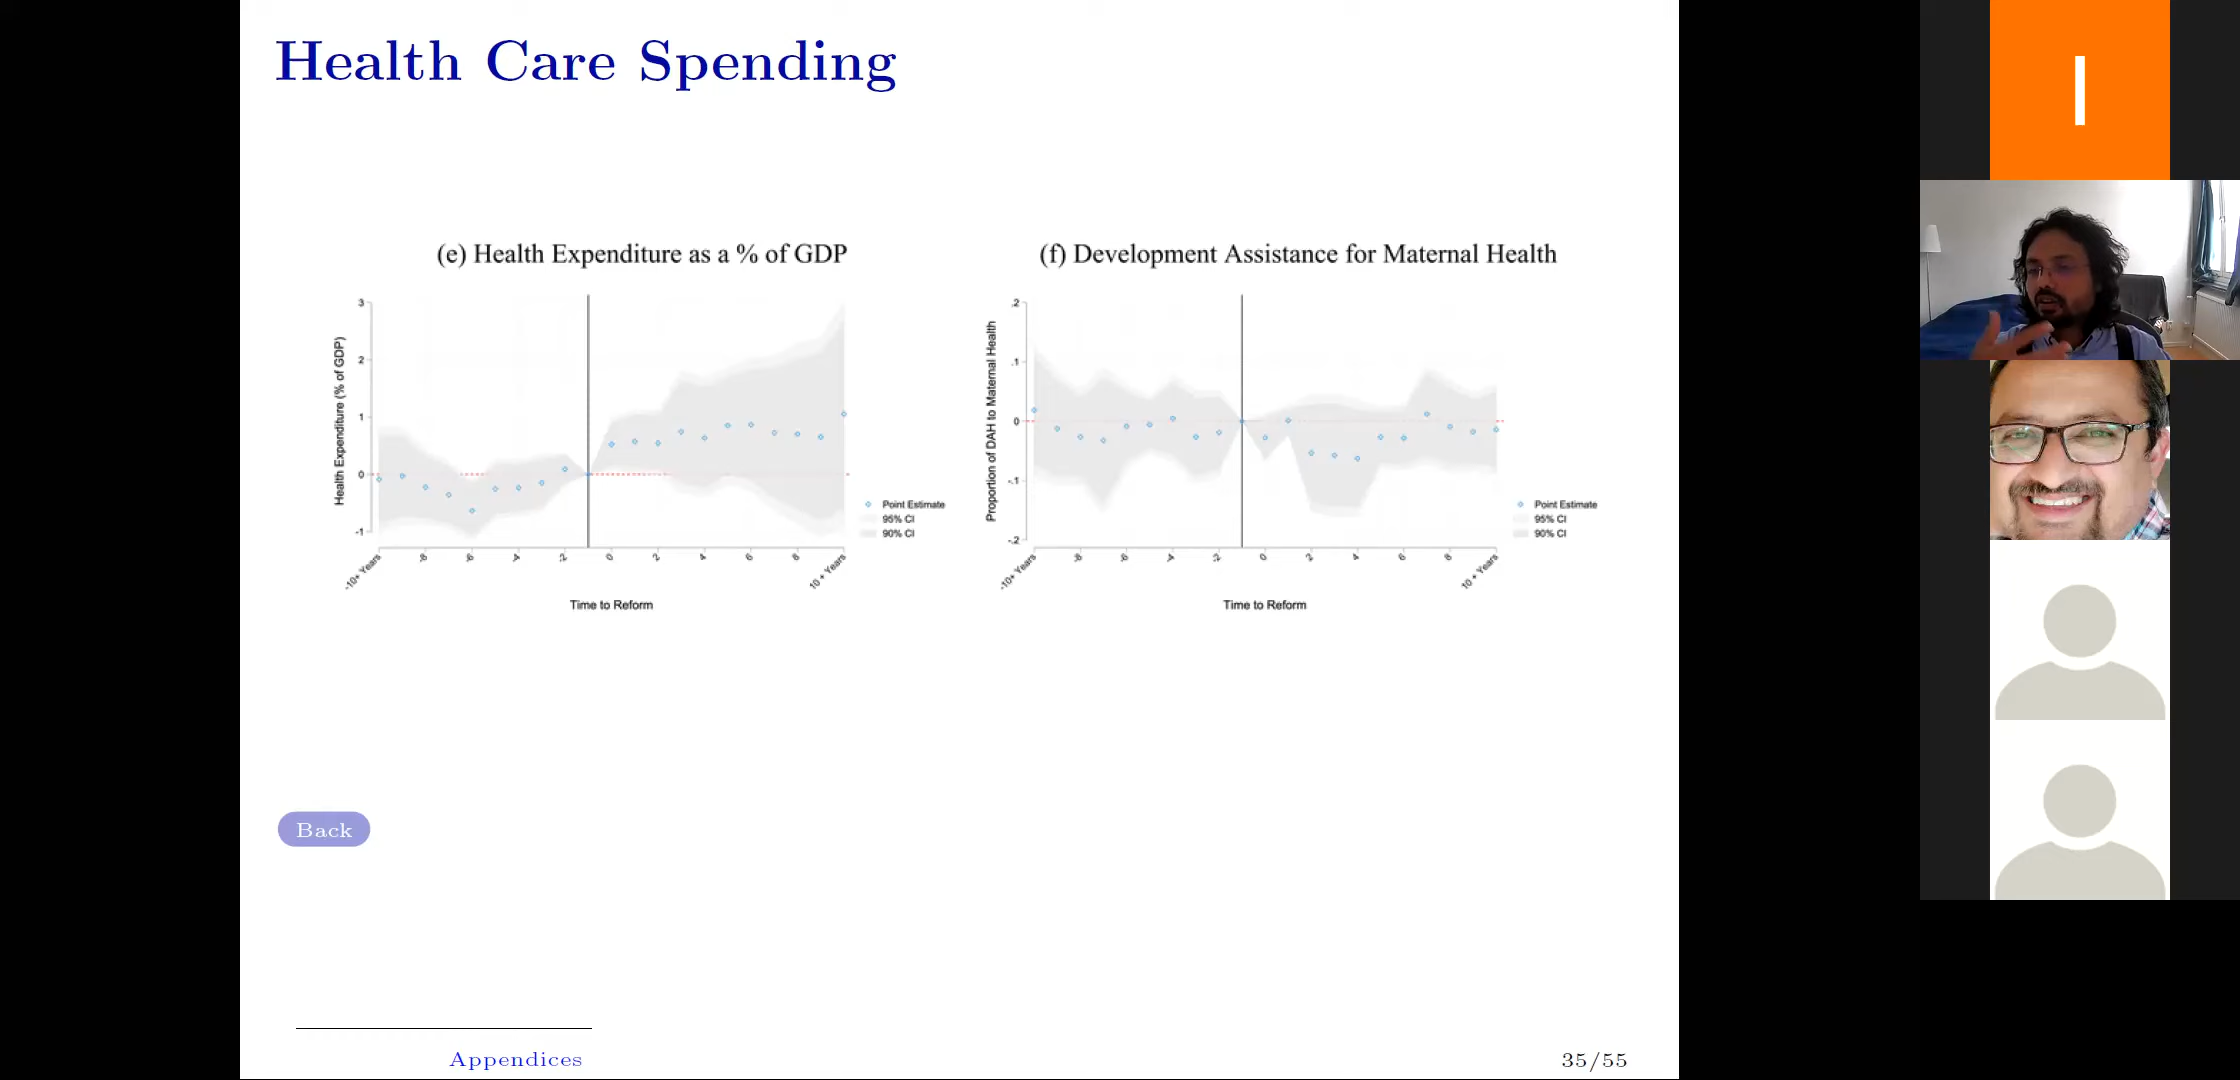 Health Care Spending
(e) Health Expenditure as a % of GDP
Health Expenditure (% of GDP)
3
2
1
0
-1
-10+ Years
-8
-6
-4
-2
0
2
4
6
8
10 + Years
Time to Reform
Point Estimate
95% CI
90% CI
(f) Development Assistance for Maternal Health
Proportion of DAH to Maternal Health
.2
.1
0
-.1
-.2
-10+ Years
-8
-6
-4
-2
0
2
4
6
8
10 + Years
Time to Reform
Point Estimate
95% CI
90% CI
Back
Appendices
35/55
I